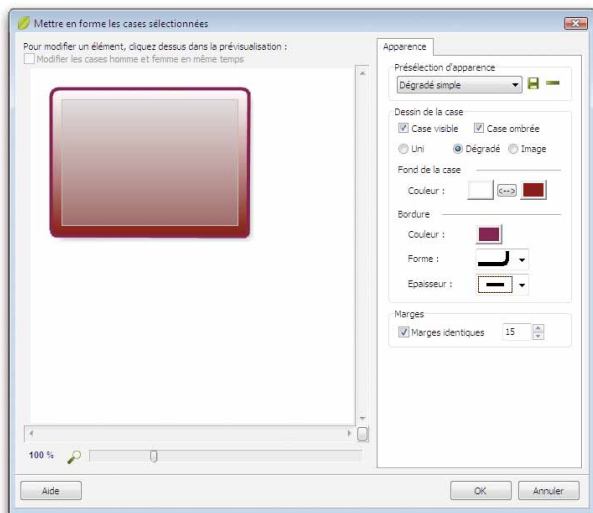 Mettre en forme les cases sélectionnées
Pour modifier un élément, cliquez dessus dans la prévisualisation :
Modifier les cases homme et femme en même temps
Apparence
Présélection d'apparence
Dégradé simple
Dessin de la case
Case visible Case ombrée
Uni Dégradé Image
Fond de la case
Couleur : <-->
Bordure
Couleur :
Forme :
Epaisseur :
Marges
Marges identiques 15
100 %
Aide OK Annuler